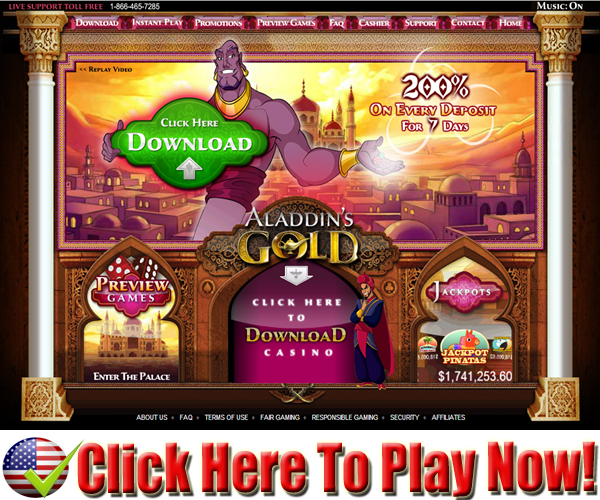 LIVE SUPPORT TOLL FREE 1-866-465-7285
MUSIC: ON
DOWNLOAD INSTANT PLAY PROMOTIONS PREVIEW GAMES FAQ CASHIER SUPPORT CONTACT HOME
<< REPLAY VIDEO
200%
ON EVERY DEPOSIT
FOR 7 DAYS
CLICK HERE
DOWNLOAD
ALADDIN'S
GOLD
PREVIEW
GAMES
ENTER THE PALACE
CLICK HERE
TO
DOWNLOAD
CASINO
JACKPOTS
JACKPOT
PINATAS
$1,741,253.60
ABOUT US FAQ TERMS OF USE FAIR GAMING RESPONSIBLE GAMING SECURITY AFFILIATES
Click Here To Play Now!